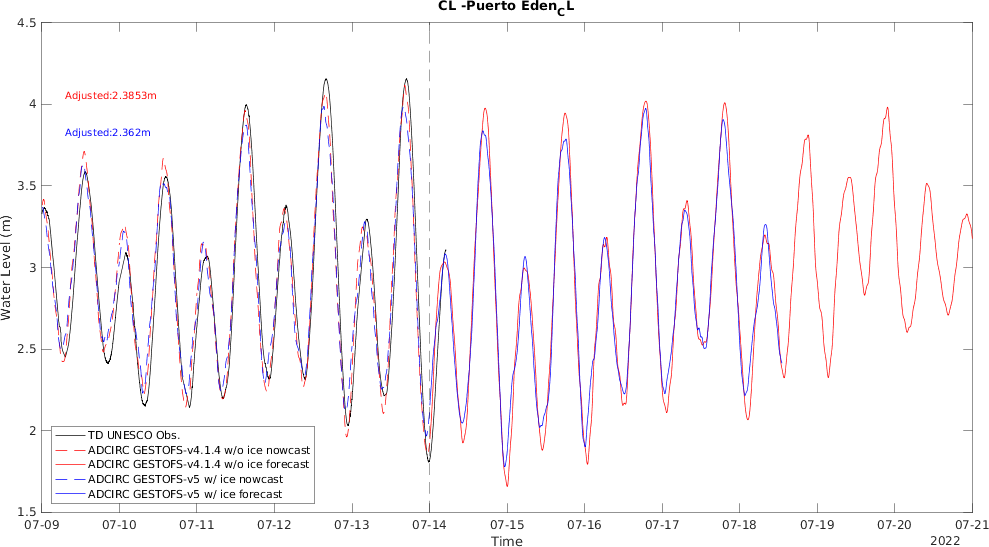 CL -Puerto Eden_CL
4.5
4
3.5
3
2.5
2
1.5
Water Level (m)
Adjusted:2.3853m
Adjusted:2.362m
TD UNESCO Obs.
ADCIRC GESTOFS-v4.1.4 w/o ice nowcast
ADCIRC GESTOFS-v4.1.4 w/o ice forecast
ADCIRC GESTOFS-v5 w/ ice nowcast
ADCIRC GESTOFS-v5 w/ ice forecast
07-09 07-10 07-11 07-12 07-13 07-14 07-15 07-16 07-17 07-18 07-19 07-20 07-21
Time
2022